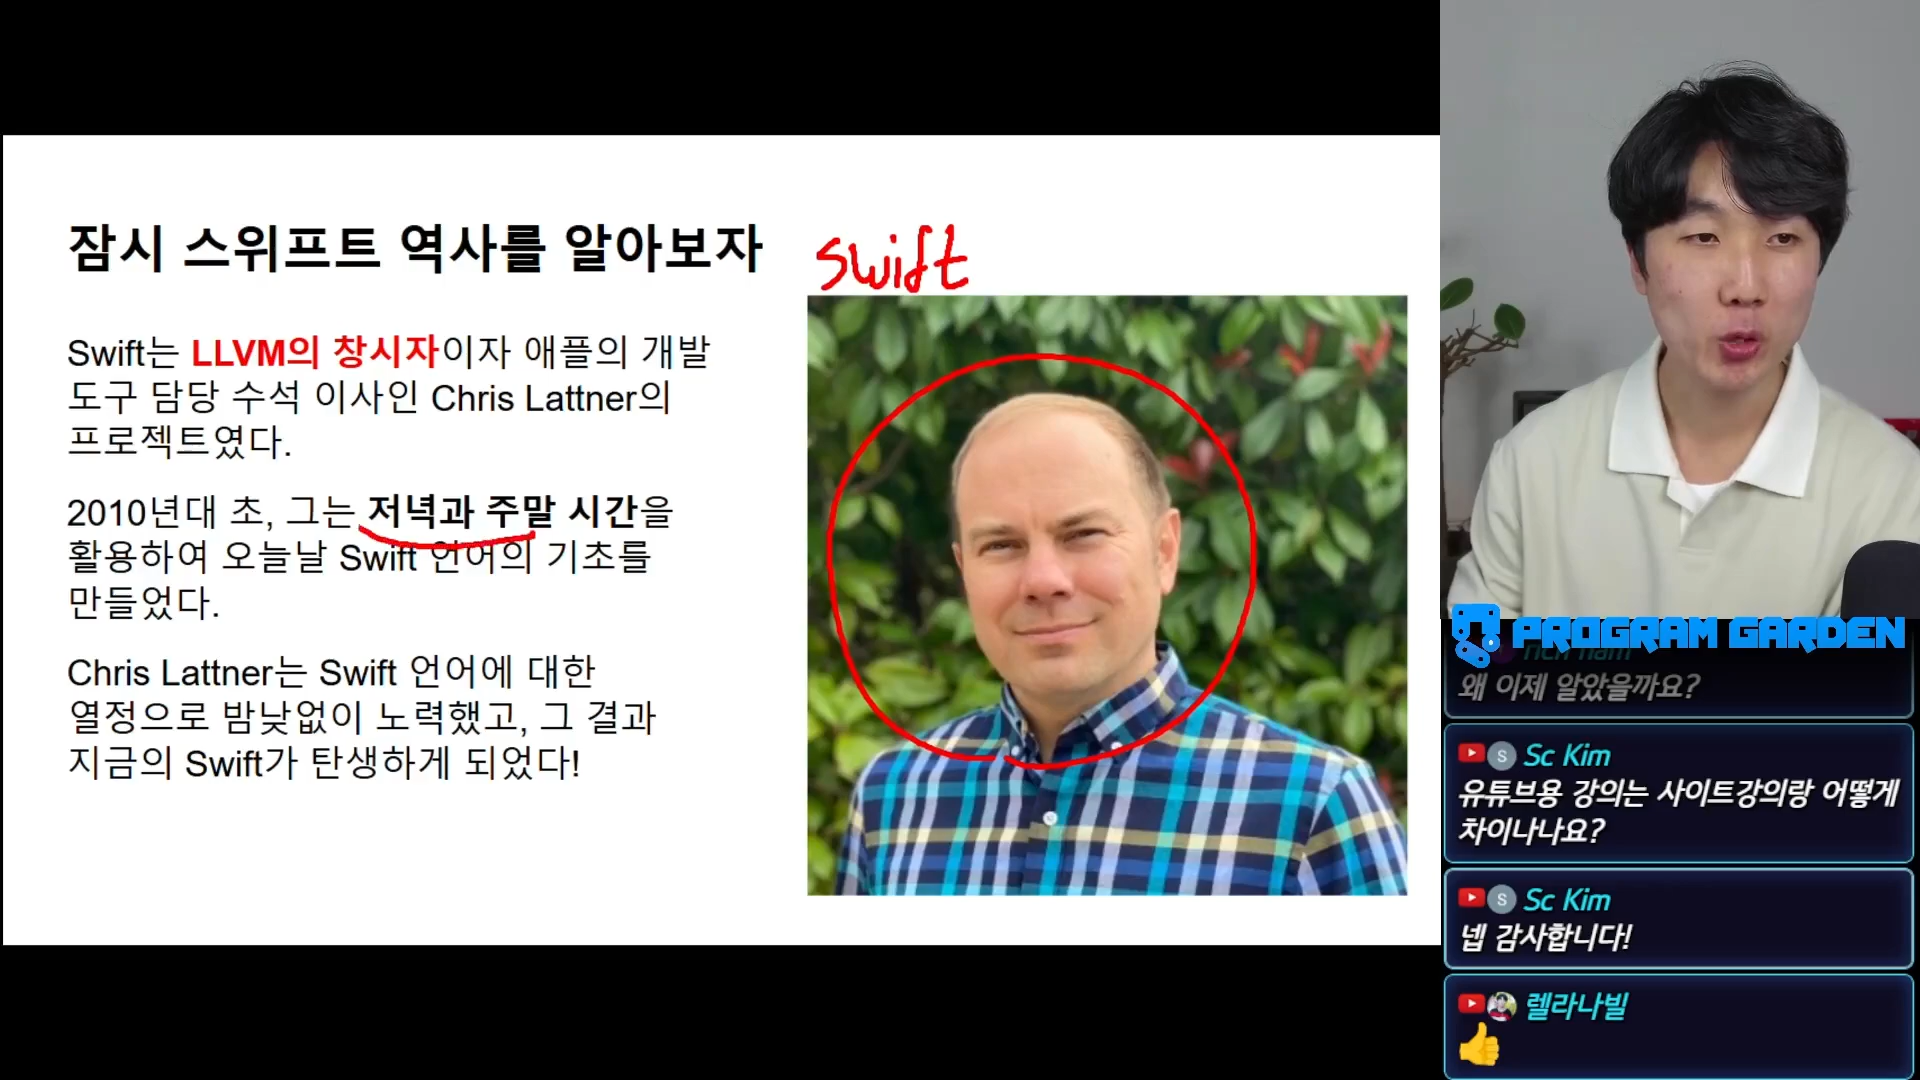 잠시 스위프트 역사를 알아보자
swift
Swift는 LLVM의 창시자이자 애플의 개발
도구 담당 수석 이사인 Chris Lattner의
프로젝트였다.
2010년대 초, 그는 저녁과 주말 시간을
활용하여 오늘날 Swift 언어의 기초를
만들었다.
Chris Lattner는 Swift 언어에 대한
열정으로 밤낮없이 노력했고, 그 결과
지금의 Swift가 탄생하게 되었다!
PROGRAM GARDEN
왜 이제 알았을까요?
S Sc Kim
유튜브용 강의는 사이트강의랑 어떻게
차이나나요?
S Sc Kim
넵 감사합니다!
렐라나빌